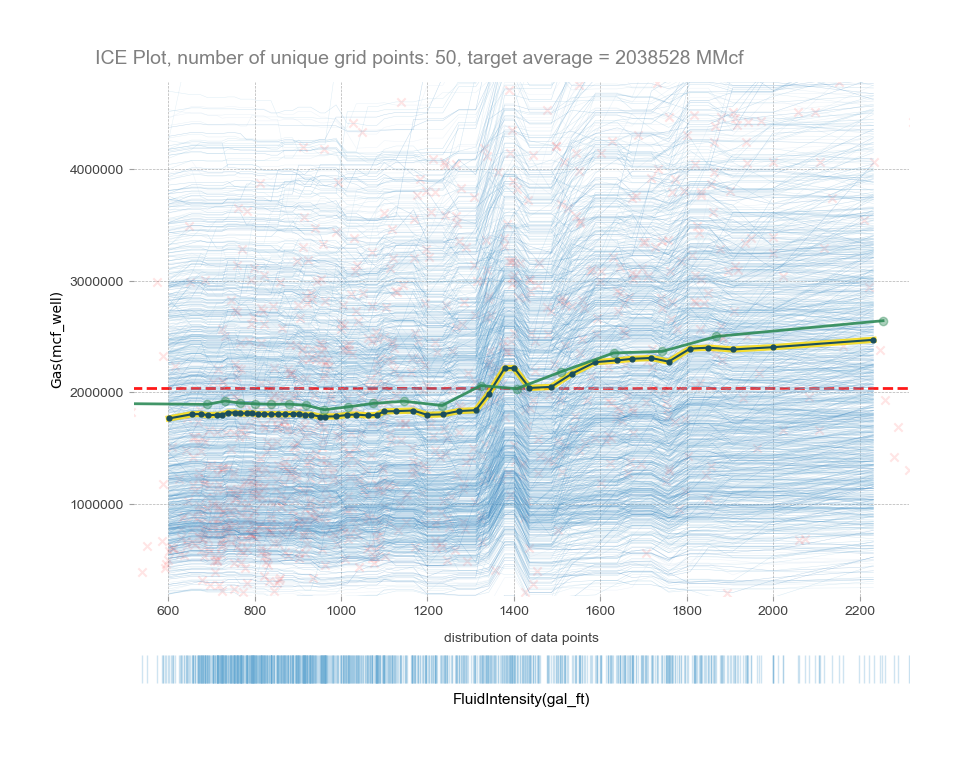 ICE Plot, number of unique grid points: 50, target average = 2038528 MMcf
Gas(mcf_well)
4000000
3000000
2000000
1000000
600 800 1000 1200 1400 1600 1800 2000 2200
distribution of data points
FluidIntensity(gal_ft)